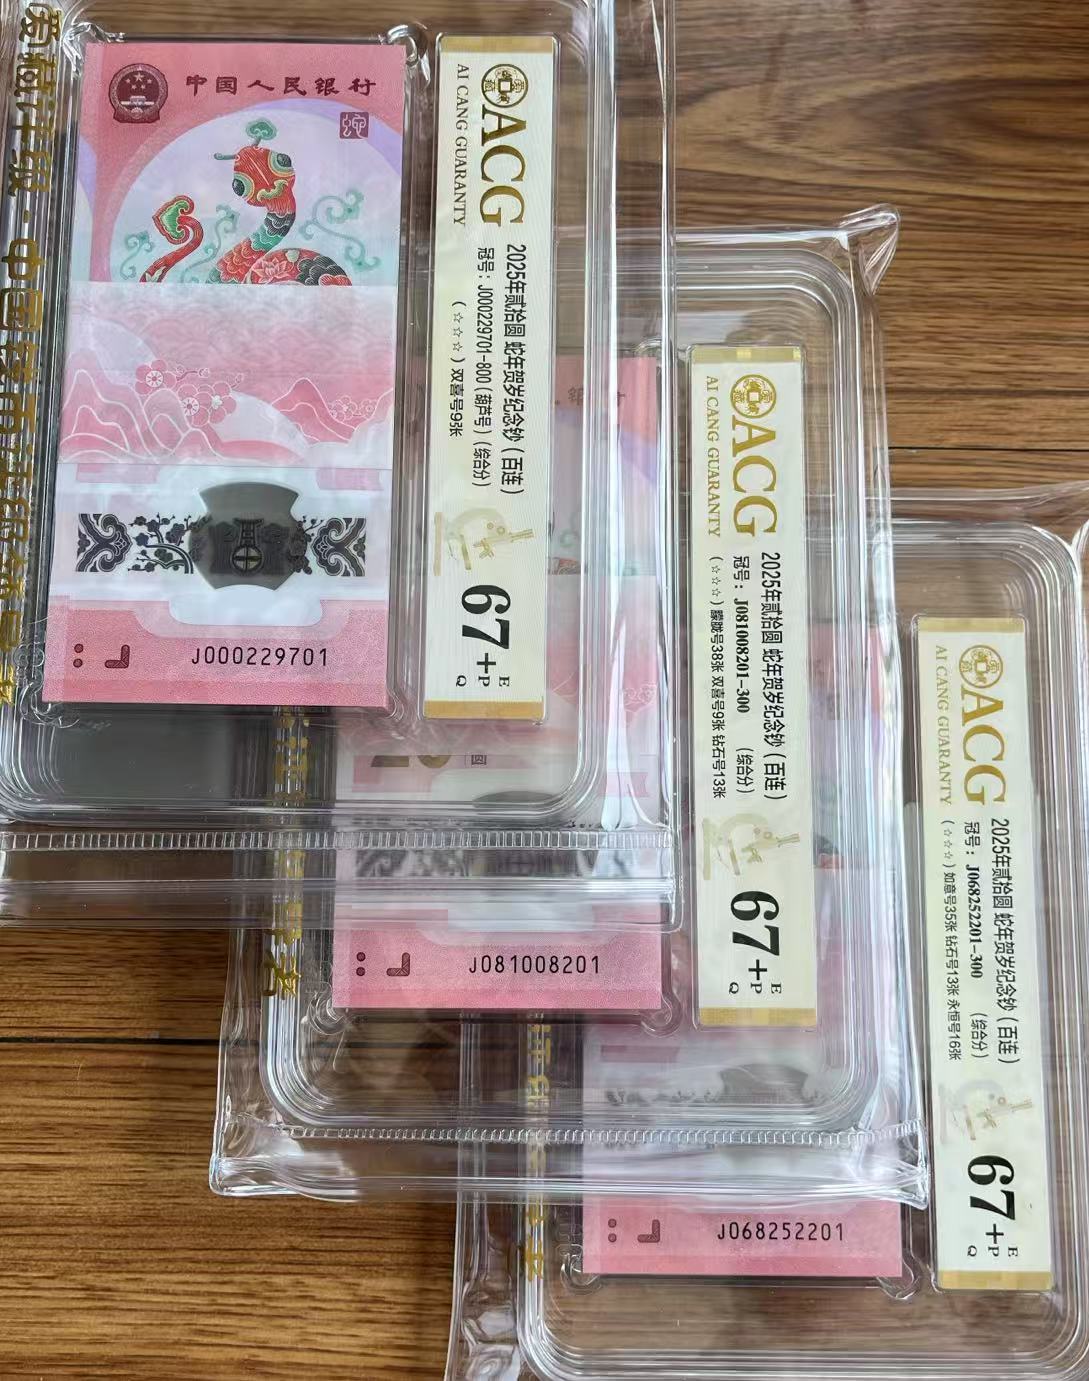 中国人民银行
蛇
J000229701
ACG
AI CANG GUARANTY
2025年贰拾圆 蛇年贺岁纪念钞（百连）
冠号：J000229701-800（葫芦号）（综合分）
（☆☆☆）双喜号9张
67+
E
P
Q
J081008201
ACG
AI CANG GUARANTY
2025年贰拾圆 蛇年贺岁纪念钞（百连）
冠号：J081008201-300 （综合分）
（☆☆☆）朦胧号38张 双喜号9张 钻石号13张
67+
E
P
Q
J068252201
ACG
AI CANG GUARANTY
2025年贰拾圆 蛇年贺岁纪念钞（百连）
冠号：J068252201-300 （综合分）
（☆☆☆）如意号35张 钻石号13张 永恒号16张
67+
E
P
Q